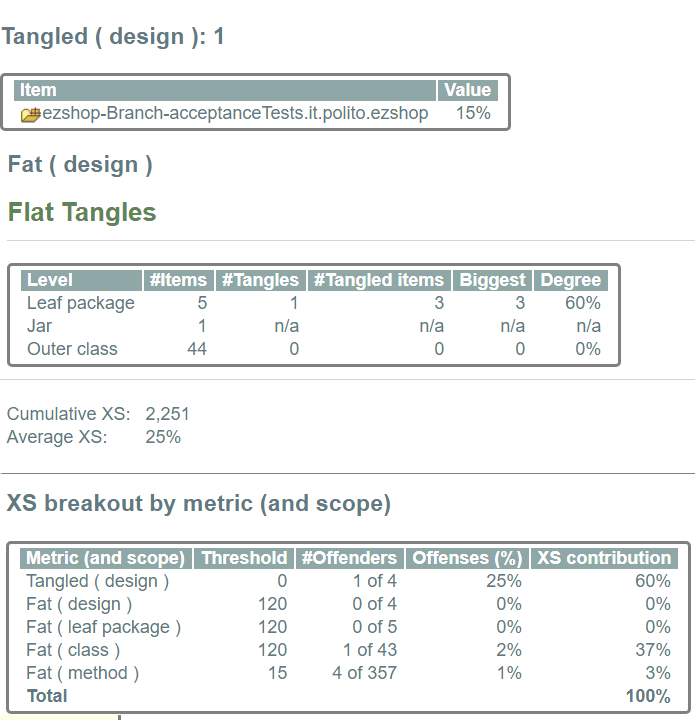 Tangled ( design ): 1
Item Value
ezshop-Branch-acceptanceTests.it.polito.ezshop 15%
Fat ( design )
Flat Tangles
Level #Items #Tangles #Tangled items Biggest Degree
Leaf package 5 1 3 3 60%
Jar 1 n/a n/a n/a n/a
Outer class 44 0 0 0 0%
Cumulative XS: 2,251
Average XS: 25%
XS breakout by metric (and scope)
Metric (and scope) Threshold #Offenders Offenses (%) XS contribution
Tangled ( design ) 0 1 of 4 25% 60%
Fat ( design ) 120 0 of 4 0% 0%
Fat ( leaf package ) 120 0 of 5 0% 0%
Fat ( class ) 120 1 of 43 2% 37%
Fat ( method ) 15 4 of 357 1% 3%
Total 100%